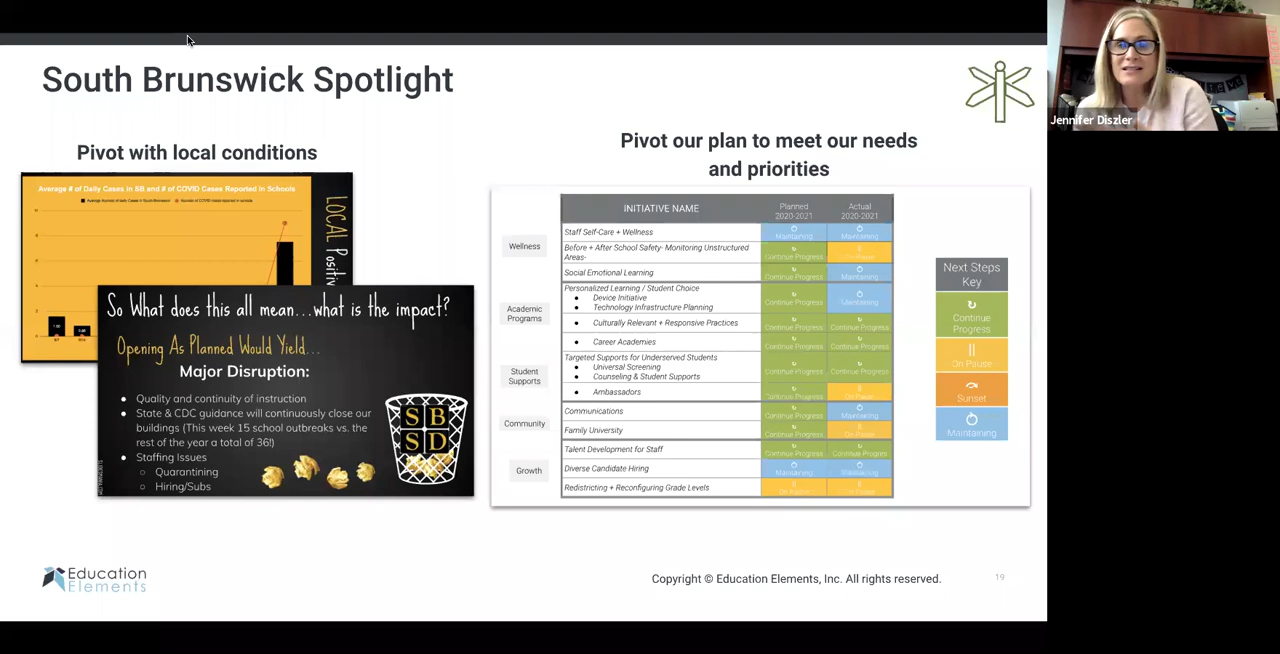 South Brunswick Spotlight
Jennifer Diszler
Pivot with local conditions
Average # of Daily Cases in SB and # of COVID Cases Reported in Schools
LOCAL Positiv
So What does this all mean...what is the impact?
Opening As Planned Would Yield...
Major Disruption:
● Quality and continuity of instruction
● State & CDC guidance will continuously close our
buildings (This week 15 school outbreaks vs. the
rest of the year a total of 36!)
● Staffing Issues
○ Quarantining
○ Hiring/Subs
SB
SD
Pivot our plan to meet our needs
and priorities
INITIATIVE NAME Planned 2020-2021 Actual 2020-2021
Wellness
Staff Self-Care + Wellness Maintaining Maintaining
Before + After School Safety- Monitoring Unstructured
Areas- Continue Progress On Pause
Social Emotional Learning Continue Progress Maintaining
Academic
Programs
Personalized Learning / Student Choice
● Device Initiative Continue Progress Maintaining
● Technology Infrastructure Planning
● Culturally Relevant + Responsive Practices Continue Progress Continue Progress
● Career Academies Continue Progress Continue Progress
Student
Supports
Targeted Supports for Underserved Students
● Universal Screening Continue Progress Continue Progress
● Counseling & Student Supports
● Ambassadors Continue Progress On Pause
Community
Communications Continue Progress Maintaining
Family University Continue Progress On Pause
Growth
Talent Development for Staff Continue Progress Continue Progres
Diverse Candidate Hiring Maintaining Maintaining
Redistricting + Reconfiguring Grade Levels On Pause
Next Steps
Key
Continue
Progress
On Pause
Sunset
Maintaining
Education
Elements
Copyright © Education Elements, Inc. All rights reserved.
19